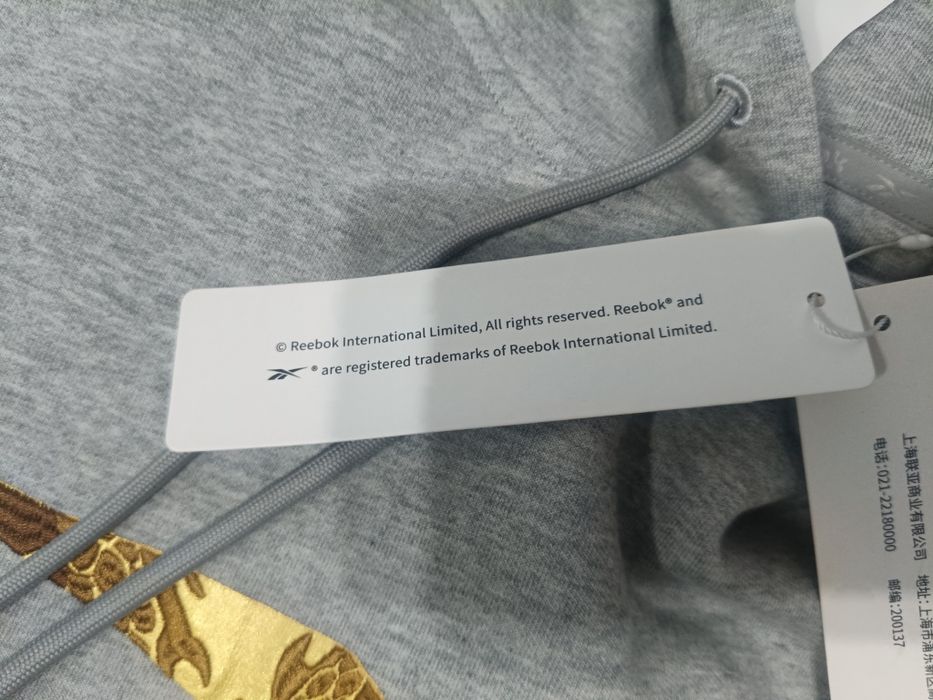 © Reebok International Limited, All rights reserved. Reebok® and
® are registered trademarks of Reebok International Limited.
上海联亚商业有限公司 地址:上海市浦东新区
电话:021-22180000 邮编:200137